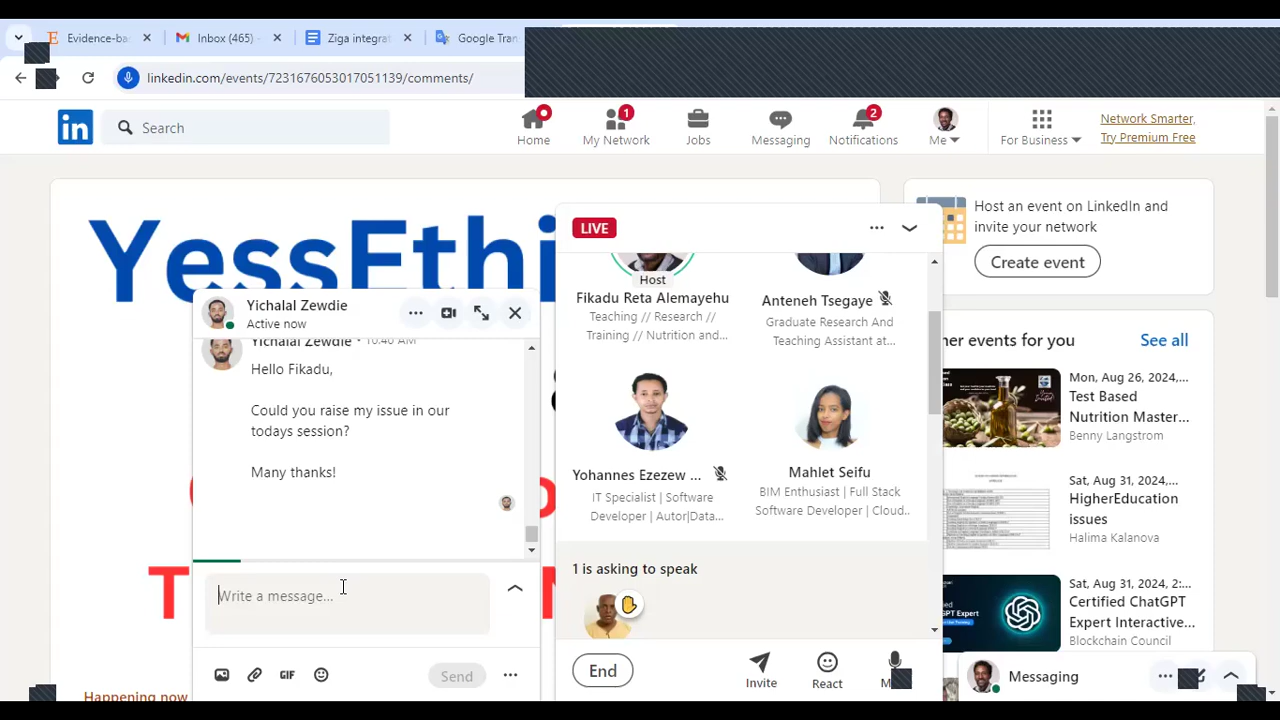 Evidence-ba
Inbox (465)
Ziga integrat
Google Tran
linkedin.com/events/7231676053017051139/comments/
in
Search
Home
1
My Network
Jobs
Messaging
2
Notifications
Me
For Business
Network Smarter,
Try Premium Free
YessEthi
Host an event on LinkedIn and
invite your network
Create event
LIVE
Host
Fikadu Reta Alemayehu
Teaching // Research //
Training // Nutrition and...
Anteneh Tsegaye
Graduate Research And
Teaching Assistant at...
Yohannes Ezezew ...
IT Specialist | Software
Developer | Autor|Data...
Mahlet Seifu
BIM Enthusiast | Full Stack
Software Developer | Cloud..
1 is asking to speak
End
Invite
React
Yichalal Zewdie
Active now
Yichalal Zewdie • 10:40 AM
Hello Fikadu,
Could you raise my issue in our
todays session?
Many thanks!
Write a message...
GIF
Send
Happening now
her events for you
See all
Mon, Aug 26, 2024,...
Test Based
Nutrition Master...
Benny Langstrom
Sat, Aug 31, 2024,...
HigherEducation
issues
Halima Kalanova
Sat, Aug 31, 2024, 2:...
Certified ChatGPT
Expert Interactive...
Blockchain Council
Messaging